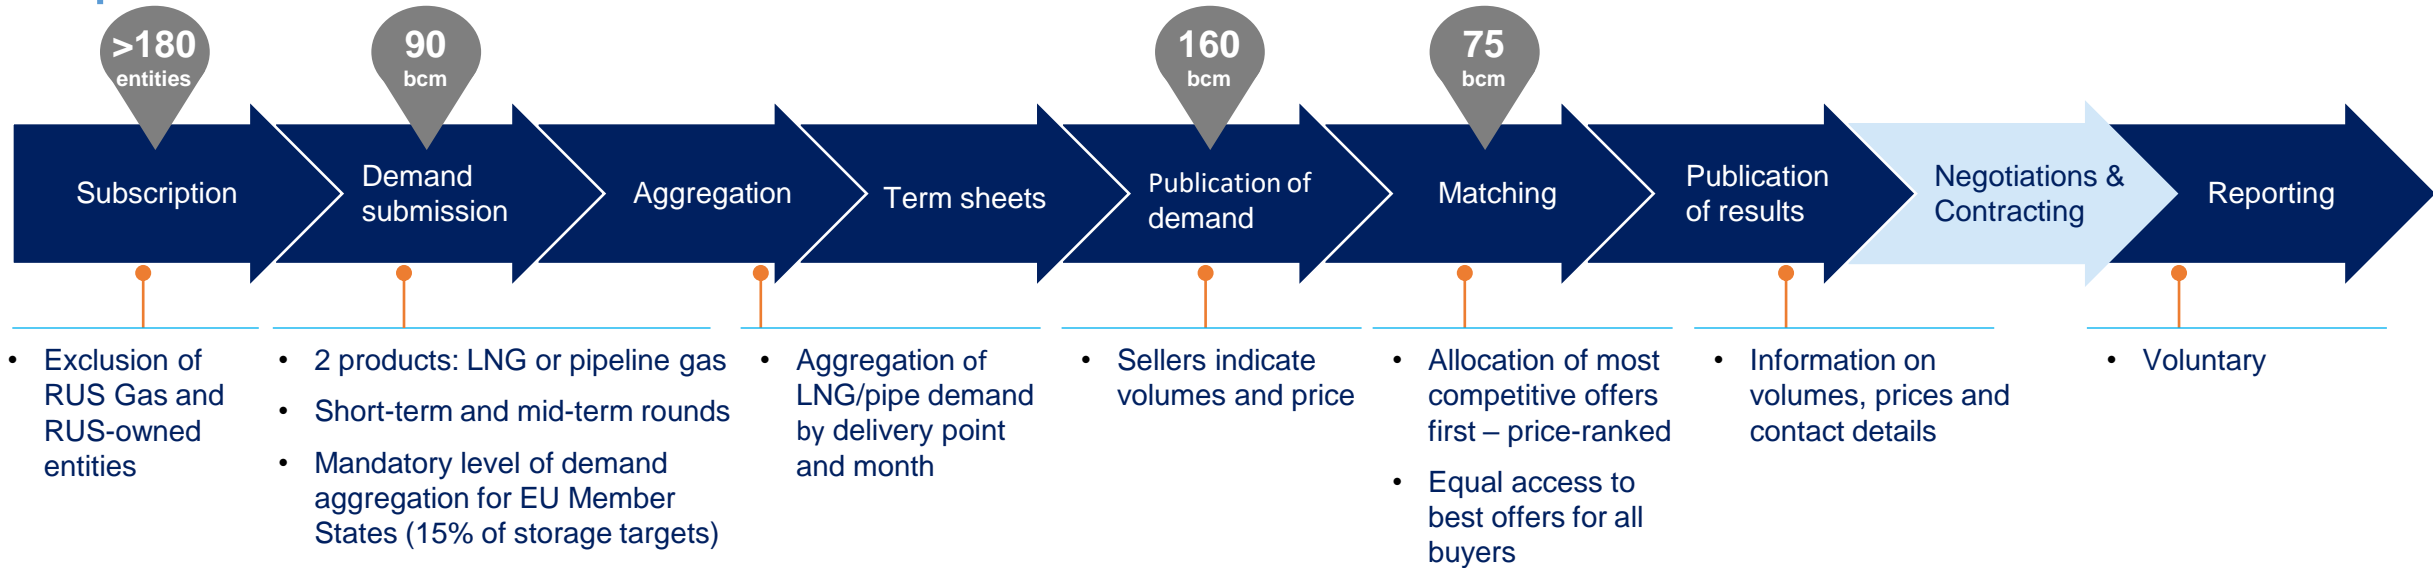 >180
entities
90
bcm
160
bcm
75
bcm
Subscription
Demand
submission
Aggregation
Term sheets
Publication of
demand
Matching
Publication
of results
Negotiations &
Contracting
Reporting
• Exclusion of
RUS Gas and
RUS-owned
entities
• 2 products: LNG or pipeline gas
• Short-term and mid-term rounds
• Mandatory level of demand
aggregation for EU Member
States (15% of storage targets)
• Aggregation of
LNG/pipe demand
by delivery point
and month
• Sellers indicate
volumes and price
• Allocation of most
competitive offers
first – price-ranked
• Equal access to
best offers for all
buyers
• Information on
volumes, prices and
contact details
• Voluntary